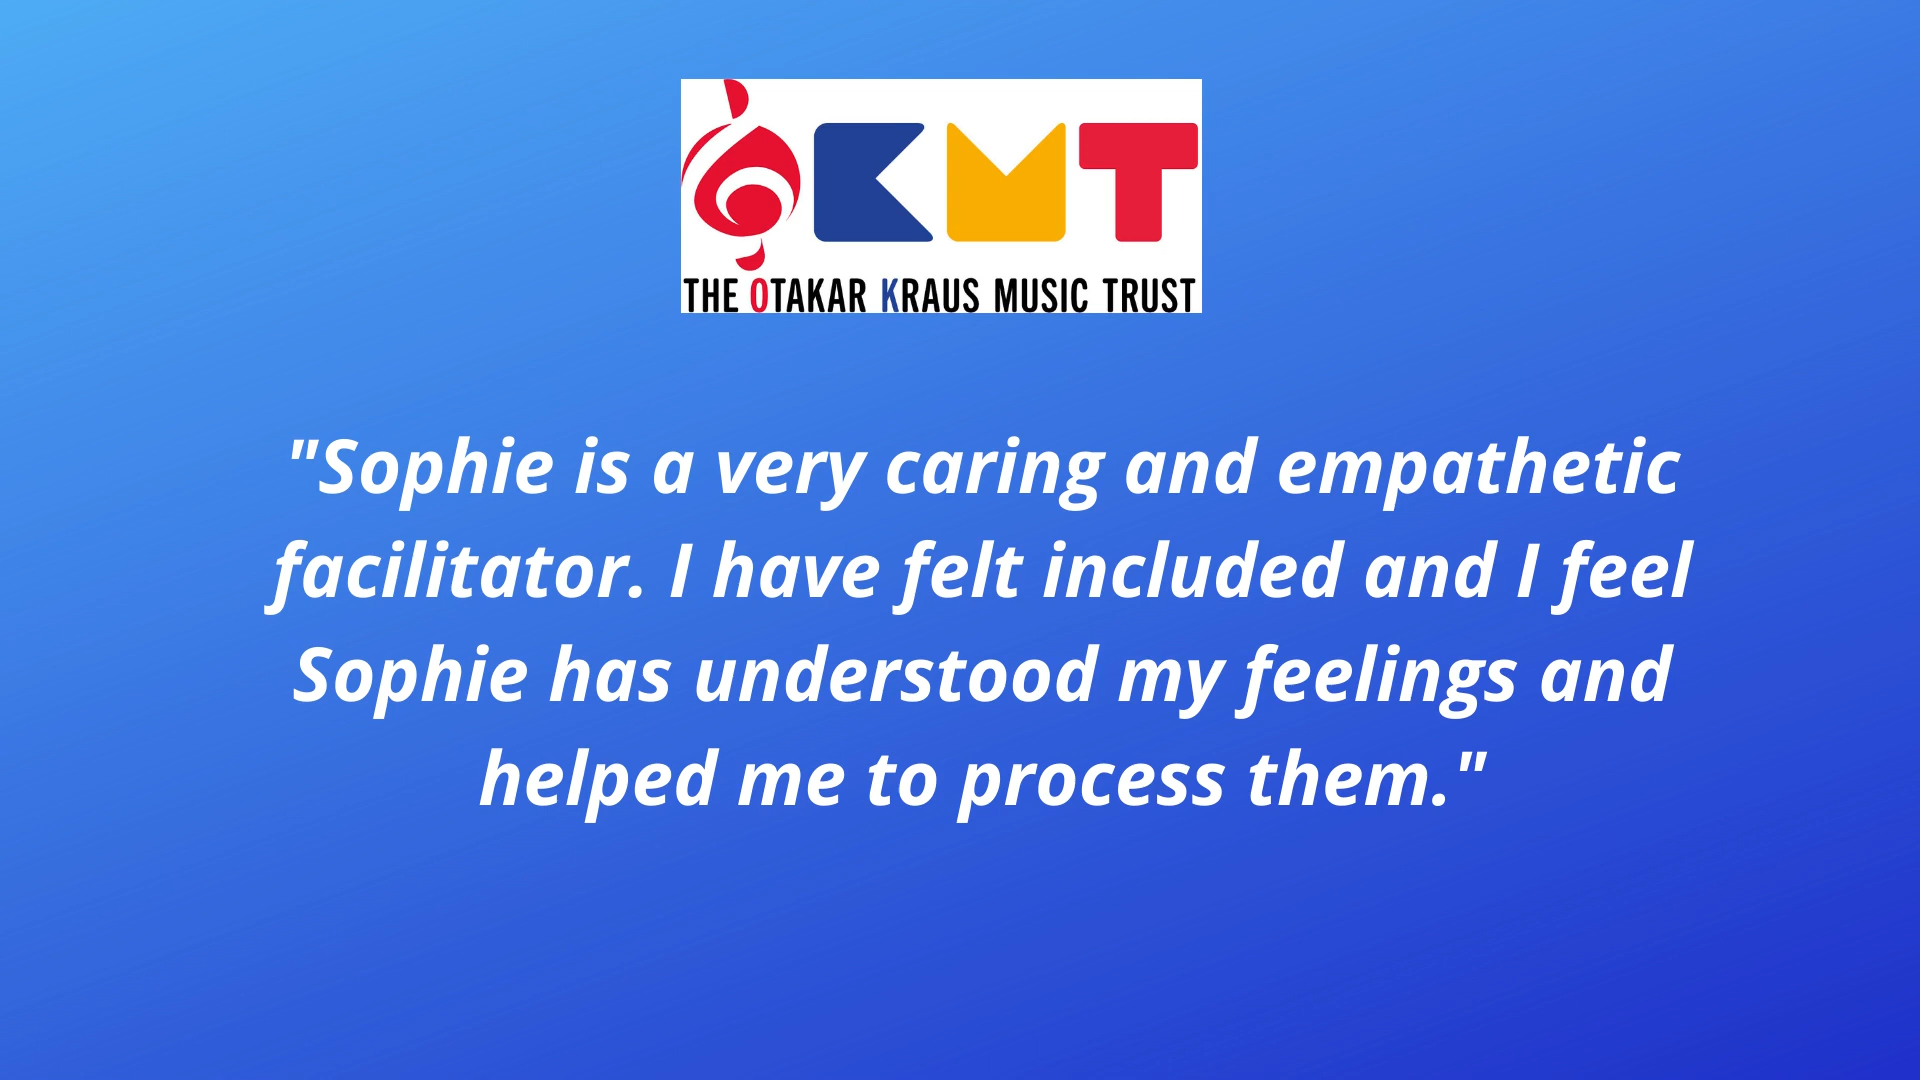 OKMT
THE OTAKAR KRAUS MUSIC TRUST
"Sophie is a very caring and empathetic
facilitator. I have felt included and I feel
Sophie has understood my feelings and
helped me to process them."